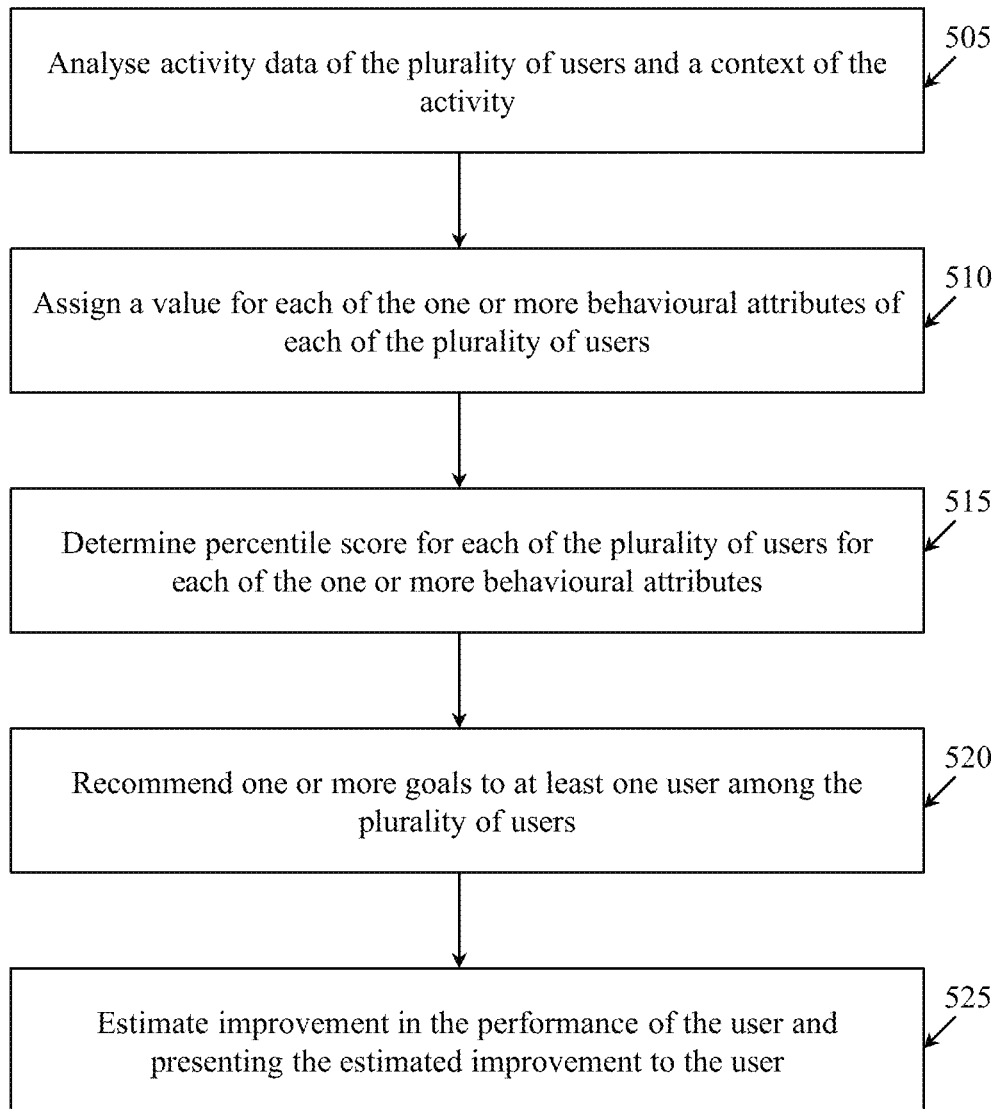 505
Analyse activity data of the plurality of users and a context of the
activity
510
Assign a value for each of the one or more behavioural attributes of
each of the plurality of users
515
Determine percentile score for each of the plurality of users for
each of the one or more behavioural attributes
520
Recommend one or more goals to at least one user among the
plurality of users
525
Estimate improvement in the performance of the user and
presenting the estimated improvement to the user